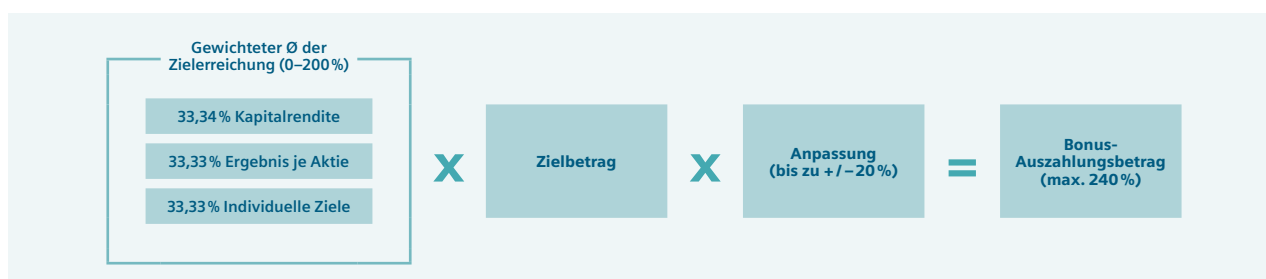 Gewichteter Ø der
Zielerreichung (0–200 %)
33,34 % Kapitalrendite
33,33 % Ergebnis je Aktie
33,33 % Individuelle Ziele
x
Zielbetrag
x
Anpassung
(bis zu + / – 20 %)
=
Bonus-
Auszahlungsbetrag
(max. 240 %)